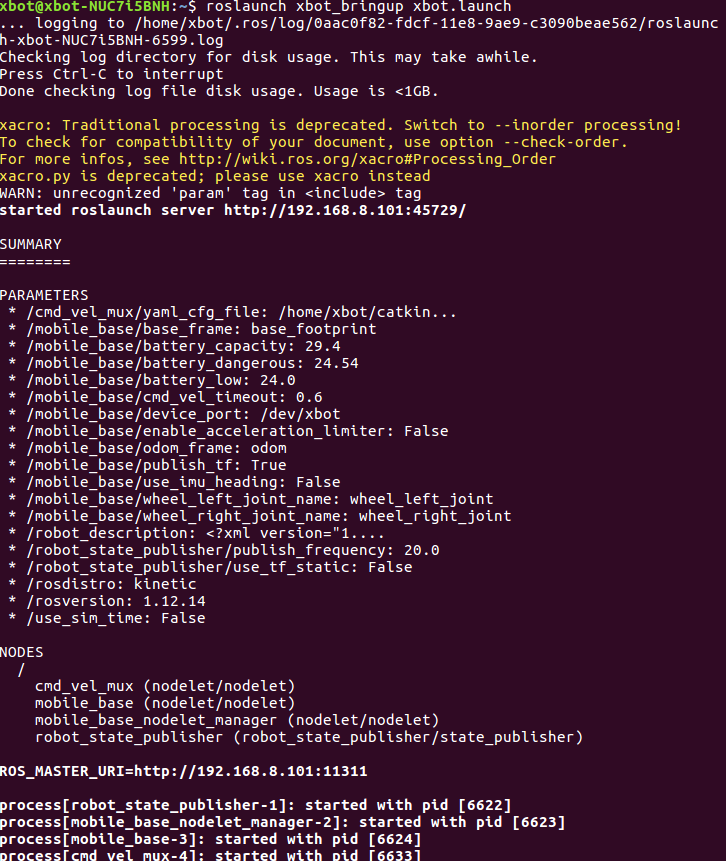 xbot@xbot-NUC7i5BNH:~$ roslaunch xbot_bringup xbot.launch
... logging to /home/xbot/.ros/log/0aac0f82-fdcf-11e8-9ae9-c3090beae562/roslaunc
h-xbot-NUC7i5BNH-6599.log
Checking log directory for disk usage. This may take awhile.
Press Ctrl-C to interrupt
Done checking log file disk usage. Usage is <1GB.
xacro: Traditional processing is deprecated. Switch to --inorder processing!
To check for compatibility of your document, use option --check-order.
For more infos, see http://wiki.ros.org/xacro#Processing_Order
xacro.py is deprecated; please use xacro instead
WARN: unrecognized 'param' tag in <include> tag
started roslaunch server http://192.168.8.101:45729/
SUMMARY
========
PARAMETERS
* /cmd_vel_mux/yaml_cfg_file: /home/xbot/catkin...
* /mobile_base/base_frame: base_footprint
* /mobile_base/battery_capacity: 29.4
* /mobile_base/battery_dangerous: 24.54
* /mobile_base/battery_low: 24.0
* /mobile_base/cmd_vel_timeout: 0.6
* /mobile_base/device_port: /dev/xbot
* /mobile_base/enable_acceleration_limiter: False
* /mobile_base/odom_frame: odom
* /mobile_base/publish_tf: True
* /mobile_base/use_imu_heading: False
* /mobile_base/wheel_left_joint_name: wheel_left_joint
* /mobile_base/wheel_right_joint_name: wheel_right_joint
* /robot_description: <?xml version="1....
* /robot_state_publisher/publish_frequency: 20.0
* /robot_state_publisher/use_tf_static: False
* /rosdistro: kinetic
* /rosversion: 1.12.14
* /use_sim_time: False
NODES
/
cmd_vel_mux (nodelet/nodelet)
mobile_base (nodelet/nodelet)
mobile_base_nodelet_manager (nodelet/nodelet)
robot_state_publisher (robot_state_publisher/state_publisher)
ROS_MASTER_URI=http://192.168.8.101:11311
process[robot_state_publisher-1]: started with pid [6622]
process[mobile_base_nodelet_manager-2]: started with pid [6623]
process[mobile_base-3]: started with pid [6624]
process[cmd_vel_mux-4]: started with pid [6633]